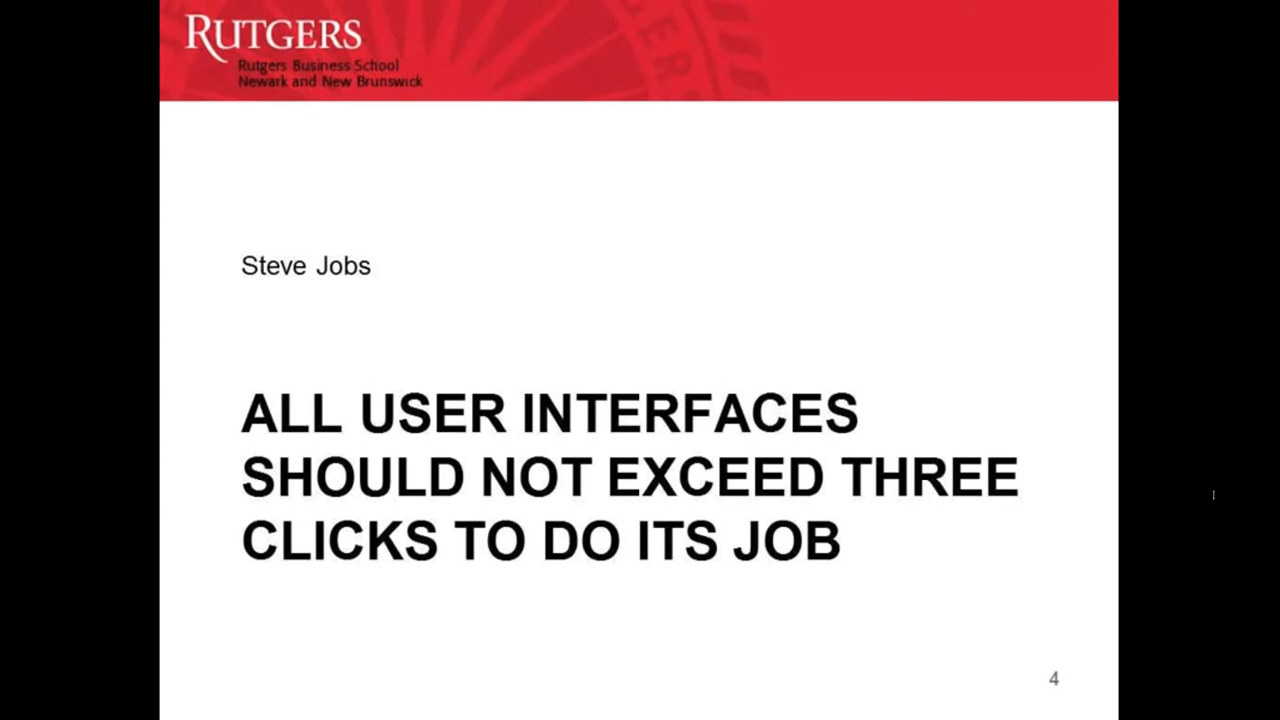 RUTGERS
Rutgers Business School
Newark and New Brunswick
Steve Jobs
ALL USER INTERFACES
SHOULD NOT EXCEED THREE
CLICKS TO DO ITS JOB
4